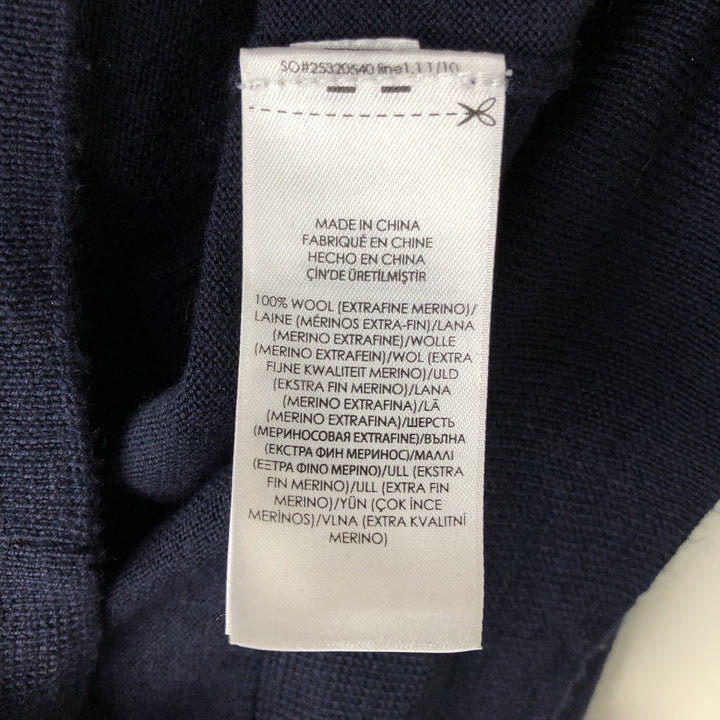 SO#25320540 line1,11/10
MADE IN CHINA
FABRIQUÉ EN CHINE
HECHO EN CHINA
ÇİN'DE ÜRETİLMİŞTİR
100% WOOL (EXTRAFINE MERINO)/
LAINE (MÉRINOS EXTRA-FIN)/LANA
(MERINO EXTRAFINE)/WOLLE
(MERINO EXTRAFEIN)/WOL (EXTRA
FIJNE KWALITEIT MERINO)/ULD
(EKSTRA FIN MERINO)/LANA
(MERINO EXTRAFINA)/LÃ
(MERINO EXTRAFINA)/ШЕРСТЬ
(МЕРИНОСОВАЯ EXTRAFINE)/ВЪЛНА
(ЕКСТРА ФИН МЕРИНОС)/ΜΑΛΛΙ
(ΕΞΤΡΑ ΦΙΝΟ ΜΕΡΙΝΟ)/ULL (EKSTRA
FIN MERINO)/ULL (EXTRA FIN
MERINO)/YÜN (ÇOK İNCE
MERİNOS)/VLNA (EXTRA KVALITNÍ
MERINO)